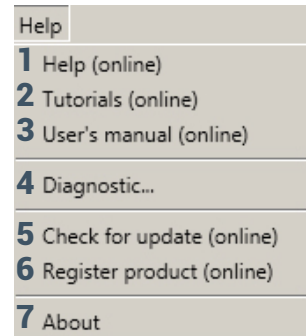 Help
1 Help (online)
2 Tutorials (online)
3 User's manual (online)
4 Diagnostic...
5 Check for update (online)
6 Register product (online)
7 About